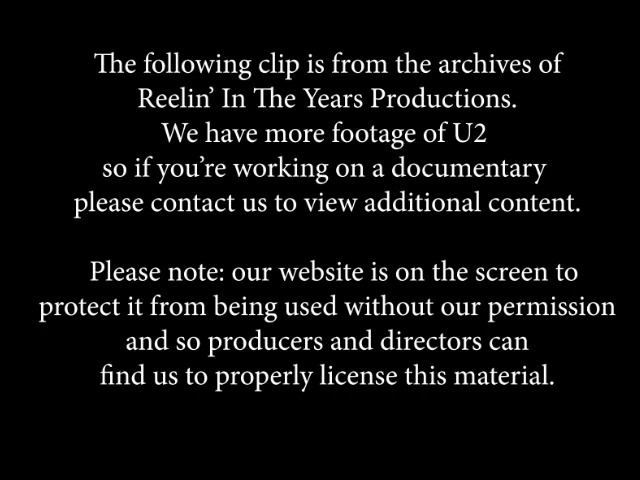 The following clip is from the archives of
Reelin’ In The Years Productions.
We have more footage of U2
so if you’re working on a documentary
please contact us to view additional content.
Please note: our website is on the screen to
protect it from being used without our permission
and so producers and directors can
find us to properly license this material.